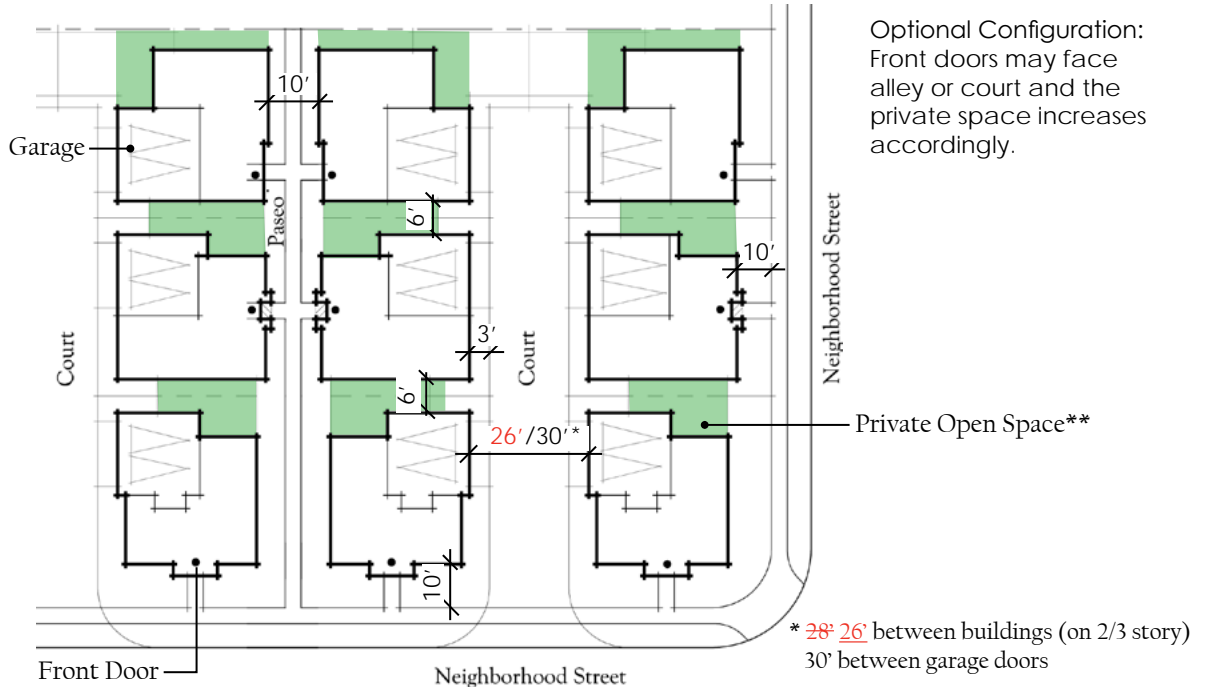 Optional Configuration:
Front doors may face
alley or court and the
private space increases
accordingly.
10'
Garage
Paseo
6'
10'
Neighborhood Street
Court
3'
Court
6'
26'/30'*
Private Open Space**
10'
* 28' 26' between buildings (on 2/3 story)
30' between garage doors
Front Door
Neighborhood Street